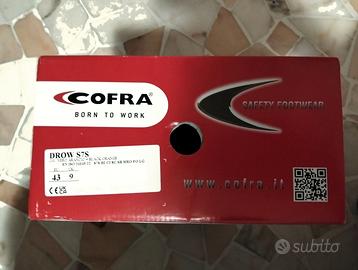 COFRA
BORN TO WORK
SAFETY FOOTWEAR
DROW S7S
43 9
www.cofra.it
subito